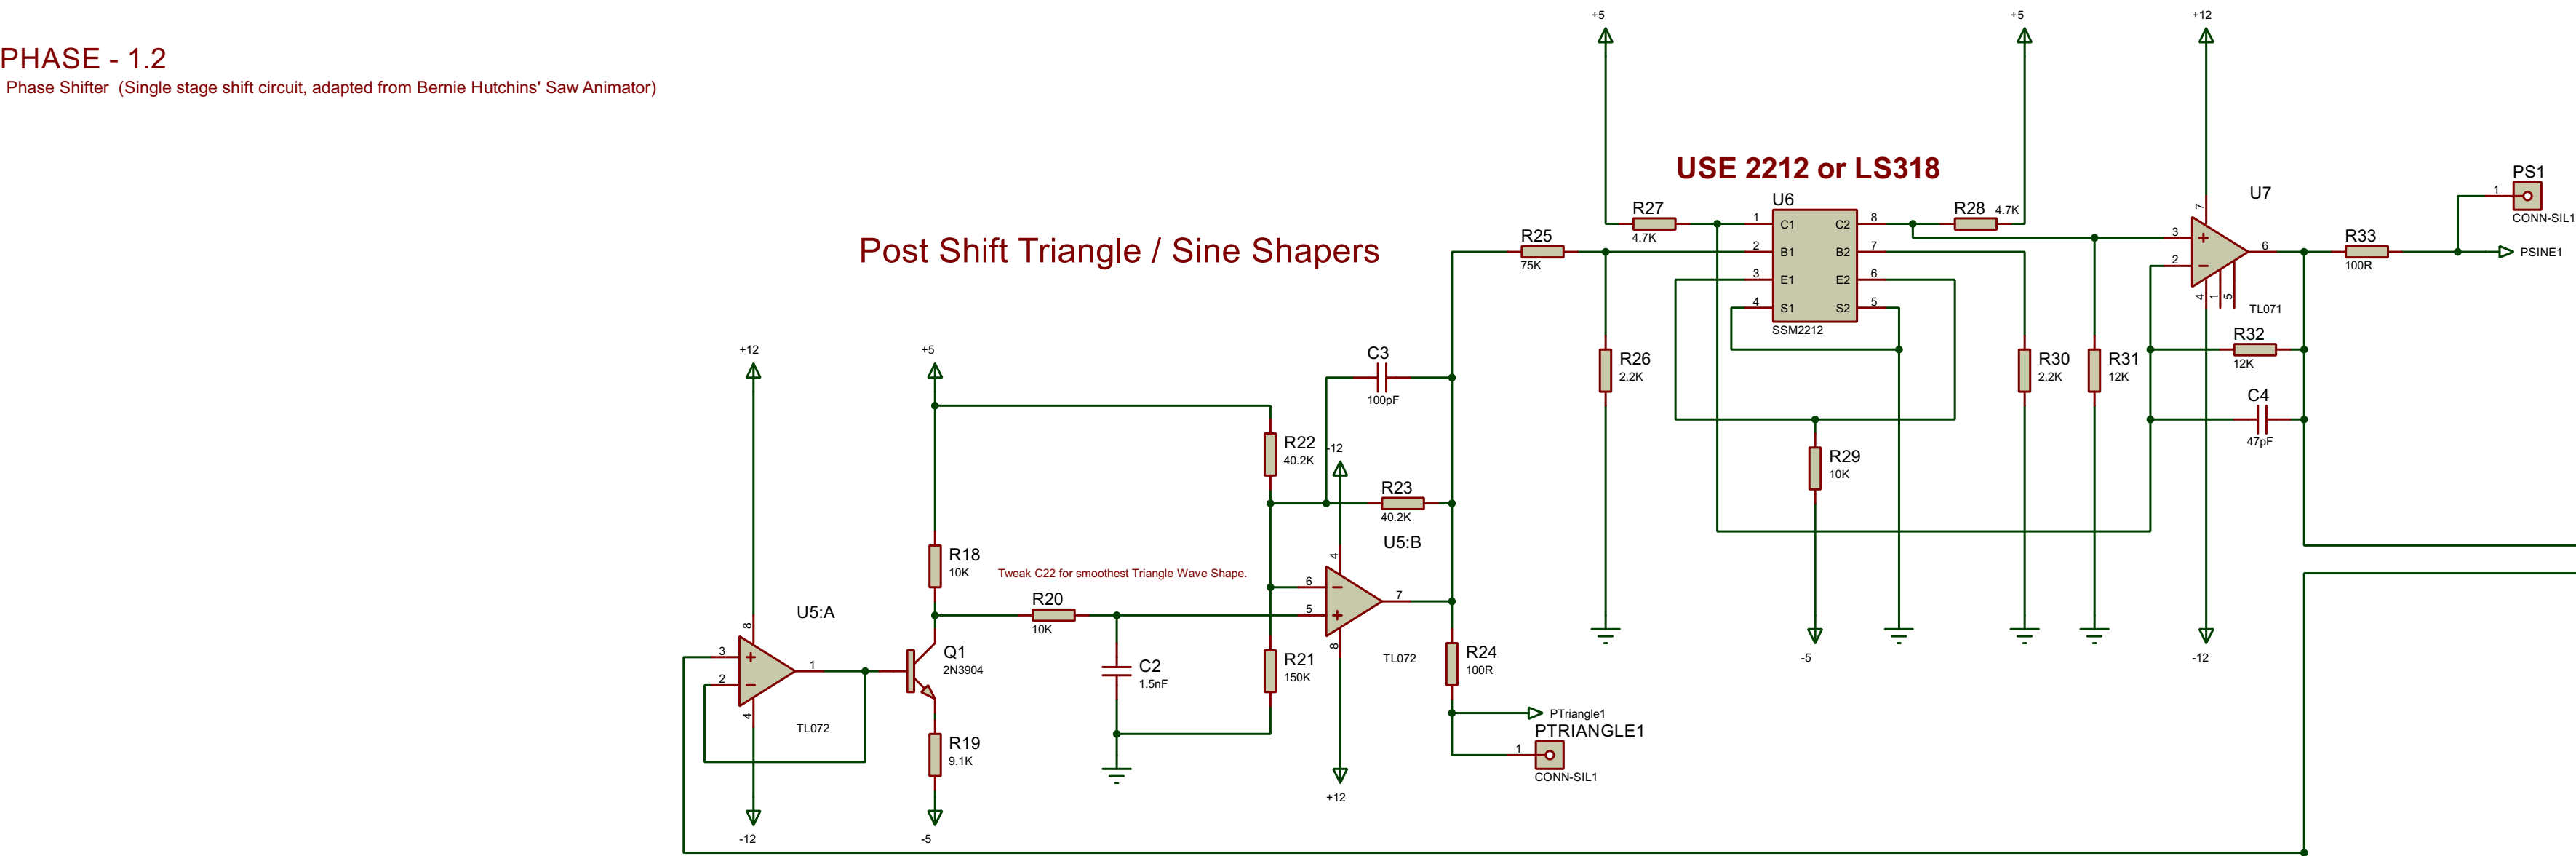 PHASE - 1.2
Phase Shifter (Single stage shift circuit, adapted from Bernie Hutchins' Saw Animator)
Post Shift Triangle / Sine Shapers
USE 2212 or LS318
+5
+5
+12
PS1
1
CONN-SIL1
PSINE1
U7
7
3
2
6
4
1
5
TL071
R33
100R
R32
12K
C4
47pF
-12
R27
4.7K
U6
1
C1
2
B1
3
E1
4
S1
C2
8
B2
7
E2
6
S2
5
SSM2212
R28
4.7K
R25
75K
R26
2.2K
R30
2.2K
R31
12K
R29
10K
-5
+12
+5
C3
100pF
R22
40.2K
-12
R23
40.2K
U5:B
4
6
5
7
8
TL072
+12
R18
10K
Tweak C22 for smoothest Triangle Wave Shape.
R20
10K
U5:A
8
3
2
1
4
TL072
-12
Q1
2N3904
R19
9.1K
-5
C2
1.5nF
R21
150K
R24
100R
PTriangle1
PTRIANGLE1
1
CONN-SIL1